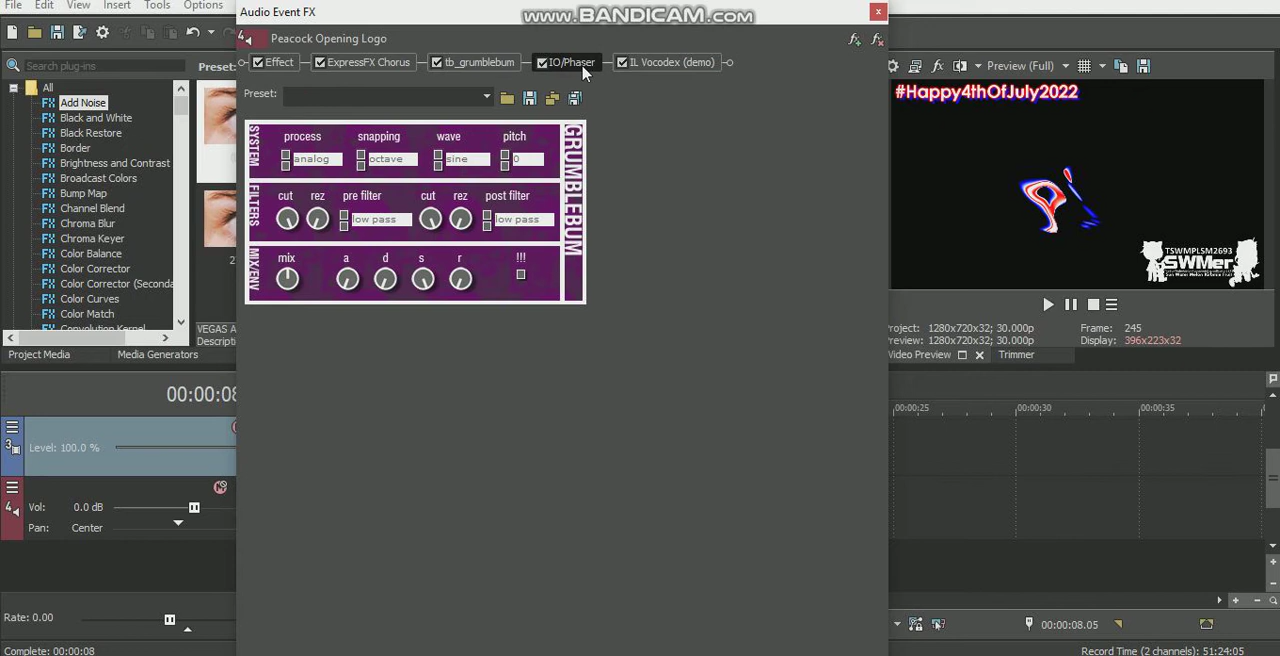 File Edit View Insert Tools Options
Audio Event FX
www.BANDICAM.com
Peacock Opening Logo
Effect
ExpressFX Chorus
tb_grumblebum
IO/Phaser
IL Vocodex (demo)
Preset:
Search plug-ins
Preset:
Preview (Full)
All
Add Noise
Black and White
Black Restore
Border
Brightness and Contrast
Broadcast Colors
Bump Map
Channel Blend
Chroma Blur
Chroma Keyer
Color Balance
Color Corrector
Color Corrector (Seconda
Color Curves
Color Match
Convolution Kernel
VEGAS A
Descripti
Project Media
Media Generators
SYSTEM
process
snapping
wave
pitch
analog
octave
sine
0
FILTERS
cut
rez
pre filter
cut
rez
post filter
low pass
low pass
MIX/ENV
mix
a
d
s
r
!!!
GRUMBLEBUM
#Happy4thOfJuly2022
TSWMPLSM2693
SWMer
Project: 1280x720x32; 30.000p
Frame: 245
Preview: 1280x720x32; 30.000p
Display: 396x223x32
Video Preview
Trimmer
00:00:08
3
Level: 100.0 %
4
Vol: 0.0 dB
Pan: Center
00:00:25
00:00:30
00:00:35
Rate: 0.00
00:00:08.05
Complete: 00:00:08
Record Time (2 channels): 51:24:05